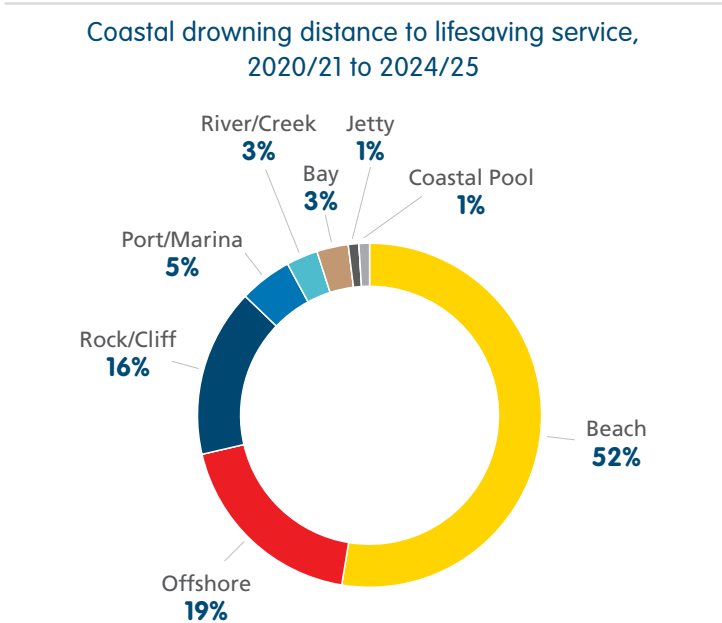 Coastal drowning distance to lifesaving service,
2020/21 to 2024/25
River/Creek
3%
Jetty
1%
Bay
3%
Coastal Pool
1%
Port/Marina
5%
Rock/Cliff
16%
Beach
52%
Offshore
19%